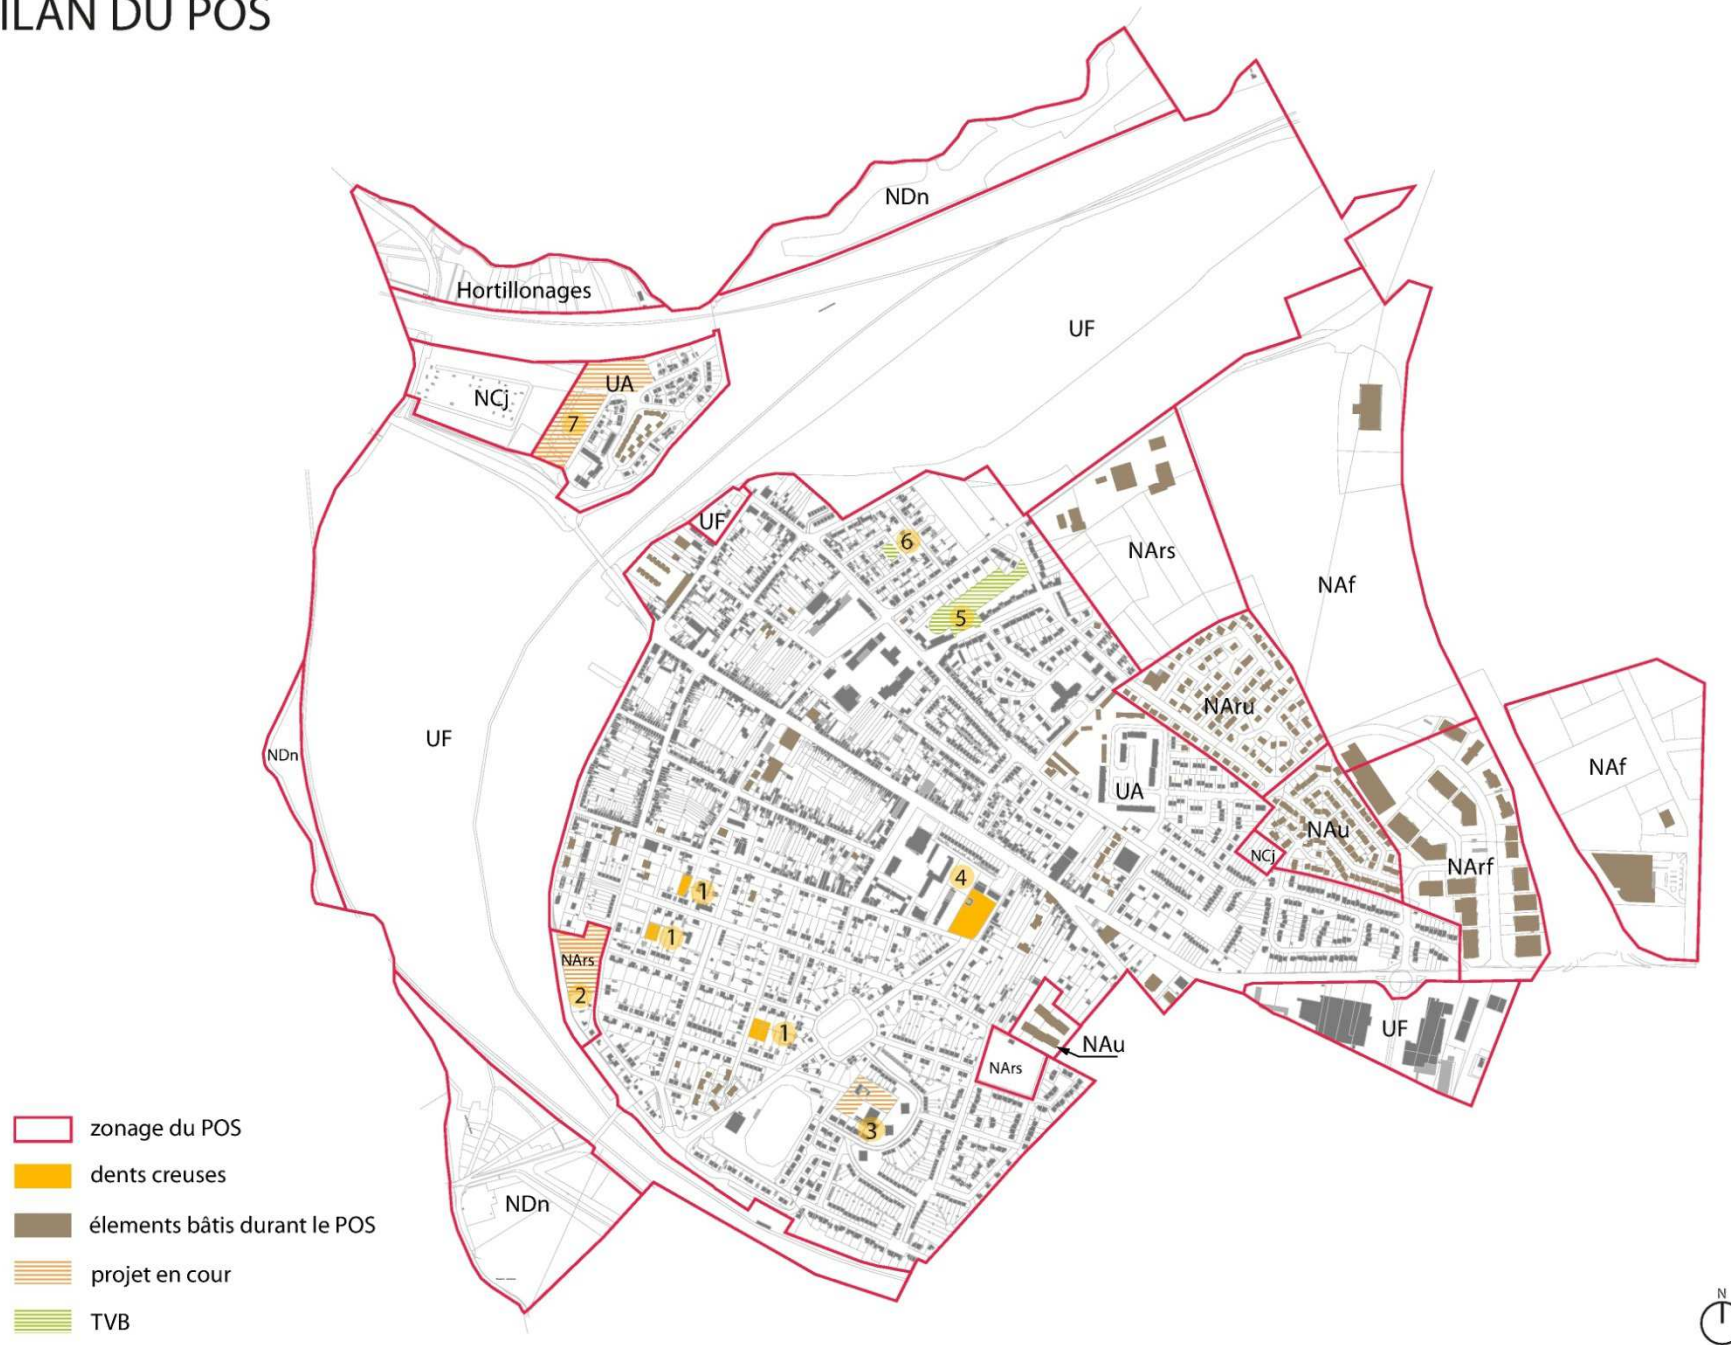 ILAN DU POS
NDn
Hortillonages
UF
UA
NCj
7
UF
6
NArs
NAf
5
NAru
UF
NDn
NAf
UA
NAu
NCj
NArf
4
1
1
NArs
2
1
UF
NAu
NArs
3
NDn
zonage du POS
dents creuses
élements bâtis durant le POS
projet en cour
TVB
N